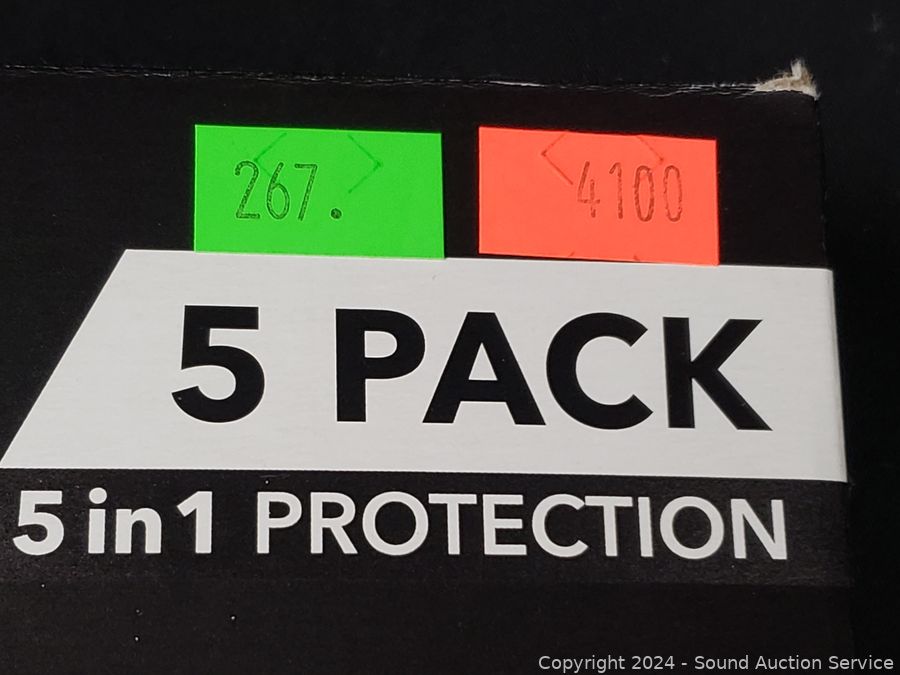 267.
4100
5 PACK
5 in 1 PROTECTION
Copyright 2024 - Sound Auction Service